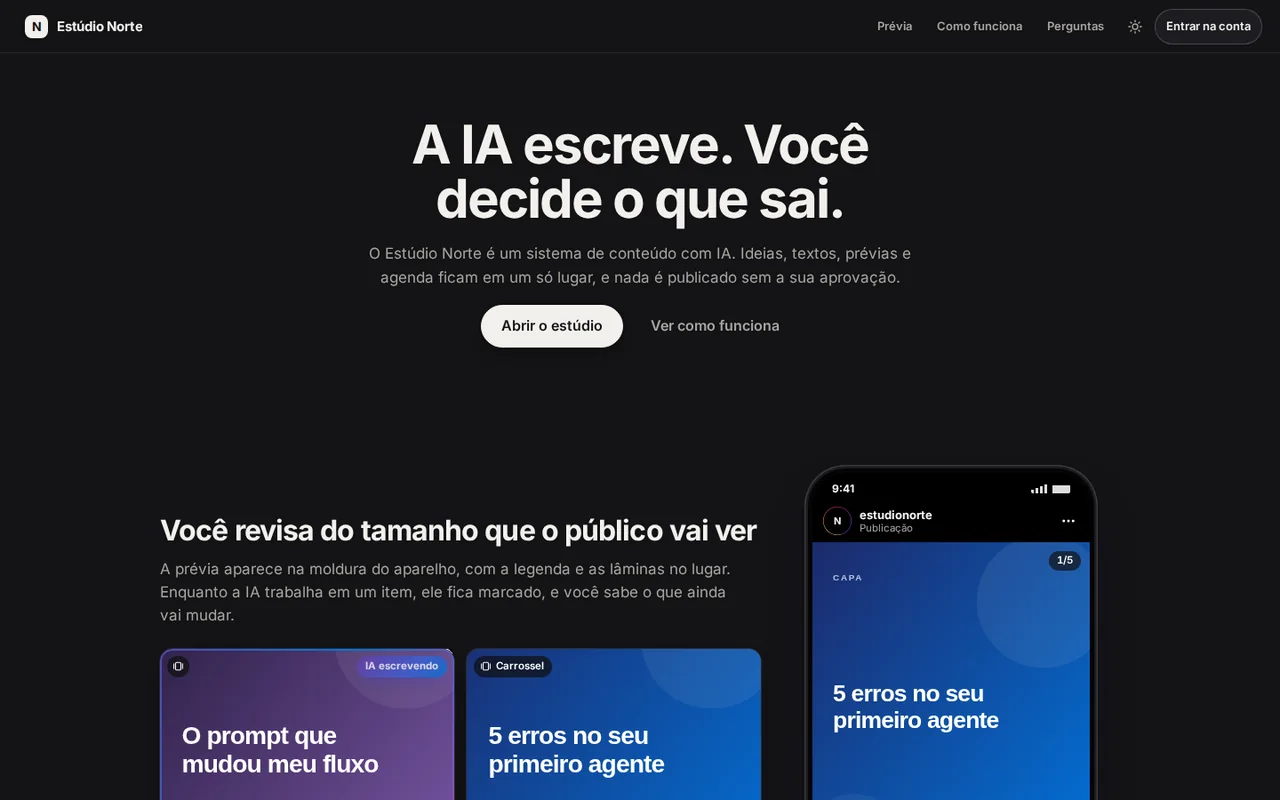 N Estúdio Norte
Prévia
Como funciona
Perguntas
Entrar na conta
A IA escreve. Você
decide o que sai.
O Estúdio Norte é um sistema de conteúdo com IA. Ideias, textos, prévias e
agenda ficam em um só lugar, e nada é publicado sem a sua aprovação.
Abrir o estúdio
Ver como funciona
Você revisa do tamanho que o público vai ver
A prévia aparece na moldura do aparelho, com a legenda e as lâminas no lugar.
Enquanto a IA trabalha em um item, ele fica marcado, e você sabe o que ainda
vai mudar.
IA escrevendo
O prompt que
mudou meu fluxo
Carrossel
5 erros no seu
primeiro agente
9:41
N
estudionorte
Publicação
1/5
CAPA
5 erros no seu
primeiro agente